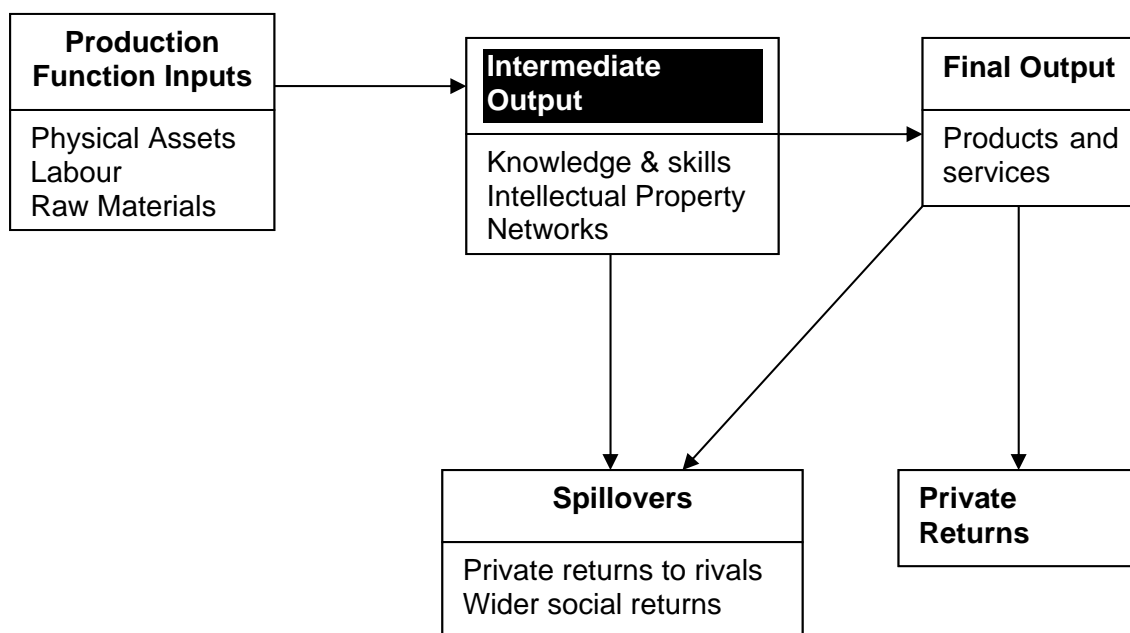 Production
Function Inputs
Physical Assets
Labour
Raw Materials
Intermediate
Output
Knowledge & skills
Intellectual Property
Networks
Final Output
Products and
services
Spillovers
Private returns to rivals
Wider social returns
Private
Returns